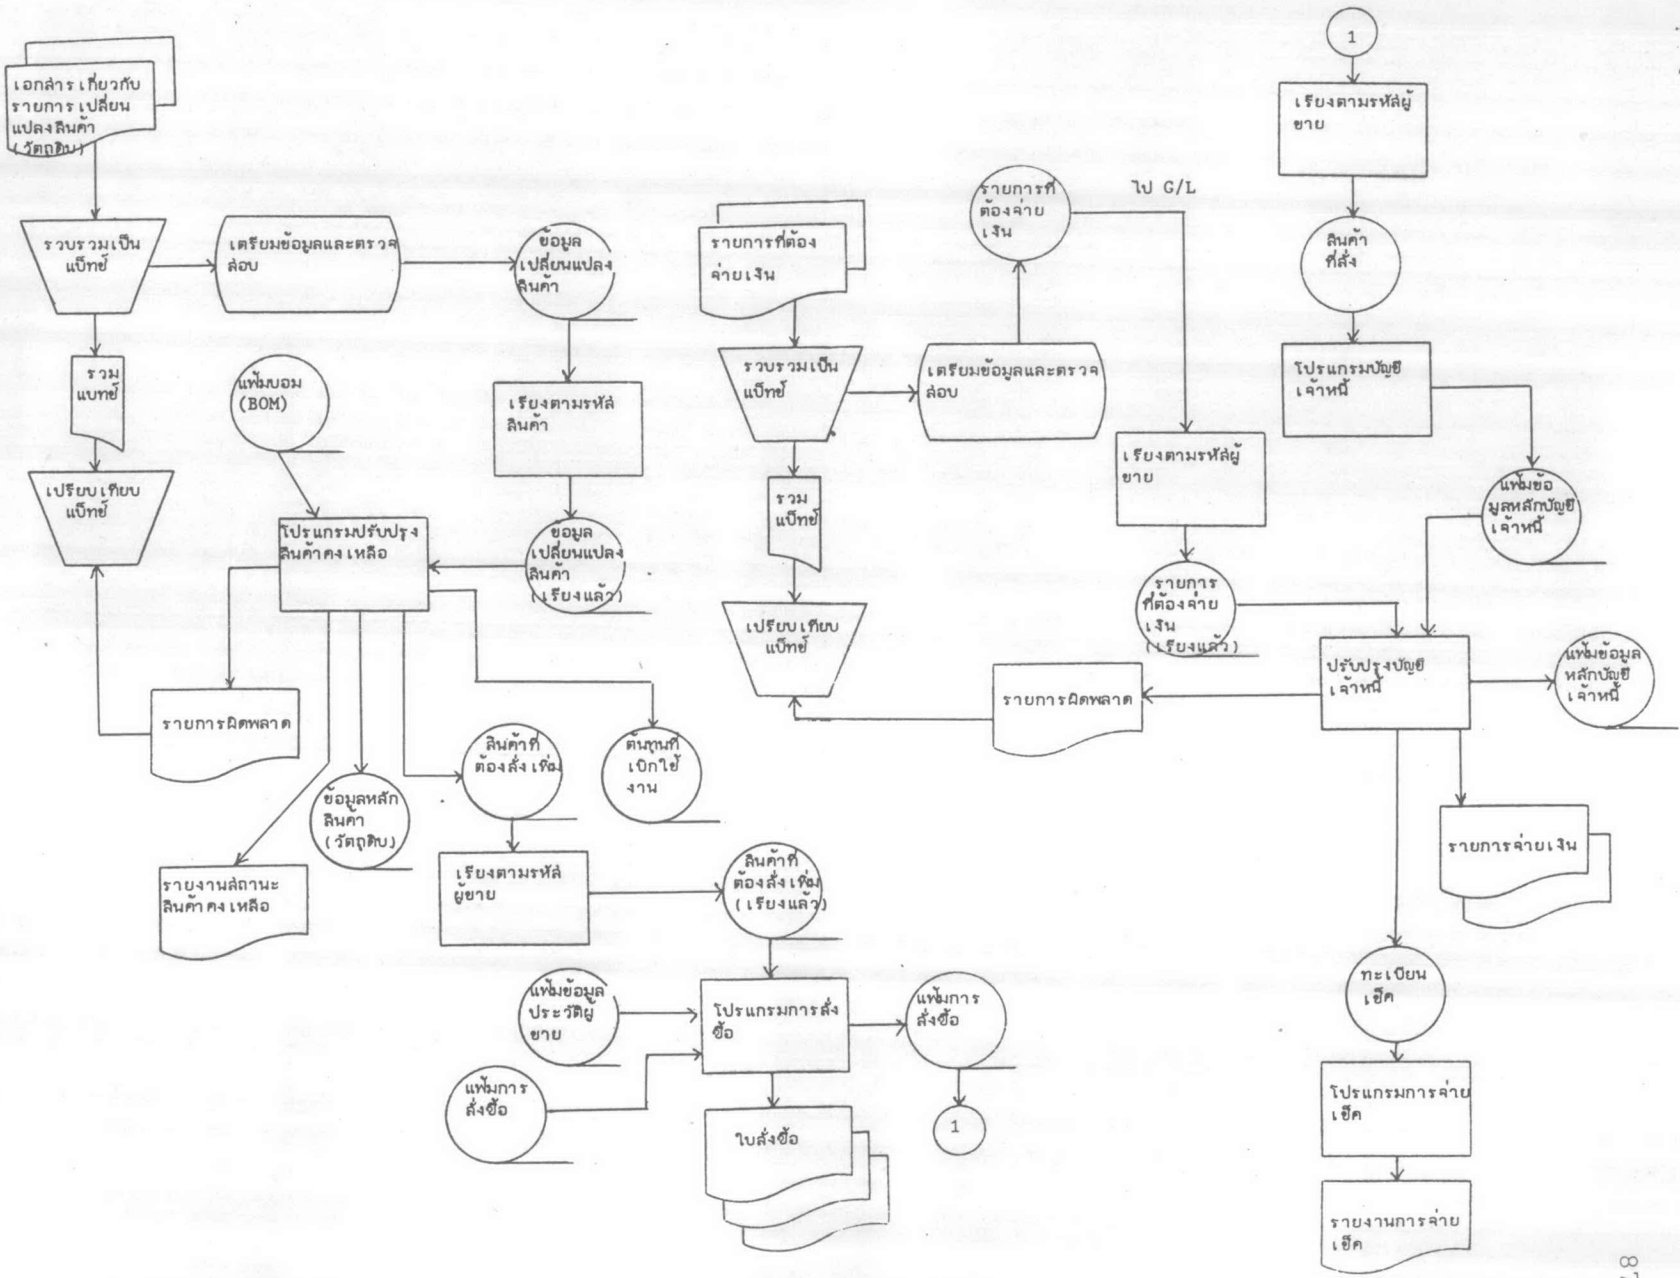 เอกสารเกี่ยวกับ
รายการเปลี่ยน
แปลงสินค้า
(วัตถุดิบ)
รวบรวมเป็น
แบ็ทย์
เตรียมข้อมูลและตรวจ
สอบ
ข้อมูล
เปลี่ยนแปลง
สินค้า
รวม
แบทย์
แฟ้มบอม
(BOM)
เรียงตามรหัส
สินค้า
เปรียบเทียบ
แบ็ทย์
โปรแกรมปรับปรุง
สินค้าคงเหลือ
ข้อมูล
เปลี่ยนแปลง
สินค้า
(เรียงแล้ว)
รายการผิดพลาด
ข้อมูลหลัก
สินค้า
(วัตถุดิบ)
สินค้าที่
ต้องสั่งเพิ่ม
ต้นทุนที่
เบิกใช้
งาน
รายงานสถานะ
สินค้าคงเหลือ
เรียงตามรหัส
ผู้ขาย
สินค้าที่
ต้องสั่งเพิ่ม
(เรียงแล้ว)
แฟ้มข้อมูล
ประวัติผู้
ขาย
โปรแกรมการสั่ง
ซื้อ
แฟ้มการ
สั่งซื้อ
แฟ้มการ
สั่งซื้อ
ใบสั่งซื้อ
1
รายการที่ต้อง
จ่ายเงิน
รายการที่
ต้องจ่าย
เงิน
ไป G/L
รวบรวมเป็น
แบ็ทย์
เตรียมข้อมูลและตรวจ
สอบ
รวม
แบ็ทย์
เรียงตามรหัสผู้
ขาย
เปรียบเทียบ
แบ็ทย์
รายการ
ที่ต้องจ่าย
เงิน
(เรียงแล้ว)
รายการผิดพลาด
1
เรียงตามรหัสผู้
ขาย
สินค้า
ที่สั่ง
โปรแกรมบัญชี
เจ้าหนี้
แฟ้มข้อ
มูลหลักบัญชี
เจ้าหนี้
ปรับปรุงบัญชี
เจ้าหนี้
แฟ้มข้อมูล
หลักบัญชี
เจ้าหนี้
รายการจ่ายเงิน
ทะเบียน
เช็ค
โปรแกรมการจ่าย
เช็ค
รายงานการจ่าย
เช็ค